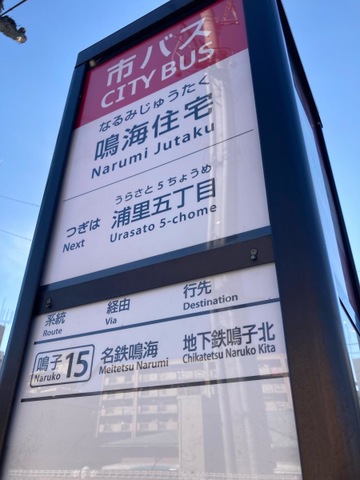 市バス
CITY BUS
なるみじゅうたく
鳴海住宅
Narumi Jutaku
つぎは
Next
うらさと5ちょうめ
浦里五丁目
Urasato 5-chome
系統
Route
経由
Via
行先
Destination
鳴子15
Naruko
名鉄鳴海
Meitetsu Narumi
地下鉄鳴子北
Chikatetsu Naruko Kita